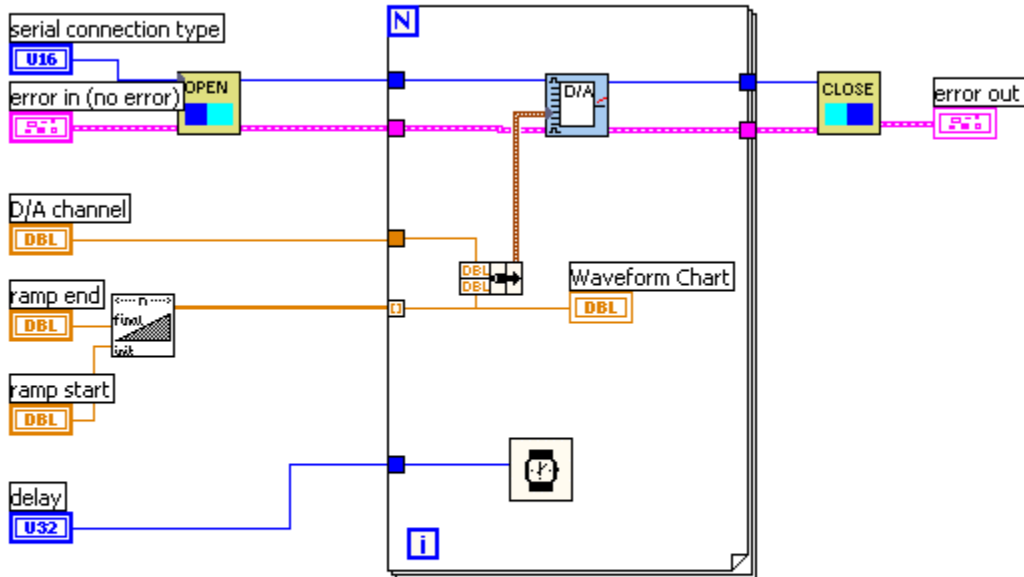 serial connection type
N
U16
OPEN
D/A
CLOSE
error in (no error)
error out
D/A channel
DBL
DBL
DBL
Waveform Chart
DBL
ramp end
n
final
DBL
init
ramp start
DBL
delay
U32
i